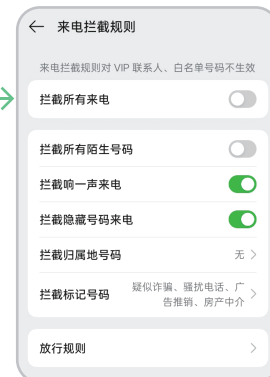 来电拦截规则
来电拦截规则对 VIP 联系人、白名单号码不生效
拦截所有来电
拦截所有陌生号码
拦截响一声来电
拦截隐藏号码来电
拦截归属地号码 无
拦截标记号码 疑似诈骗、骚扰电话、广
告推销、房产中介
放行规则